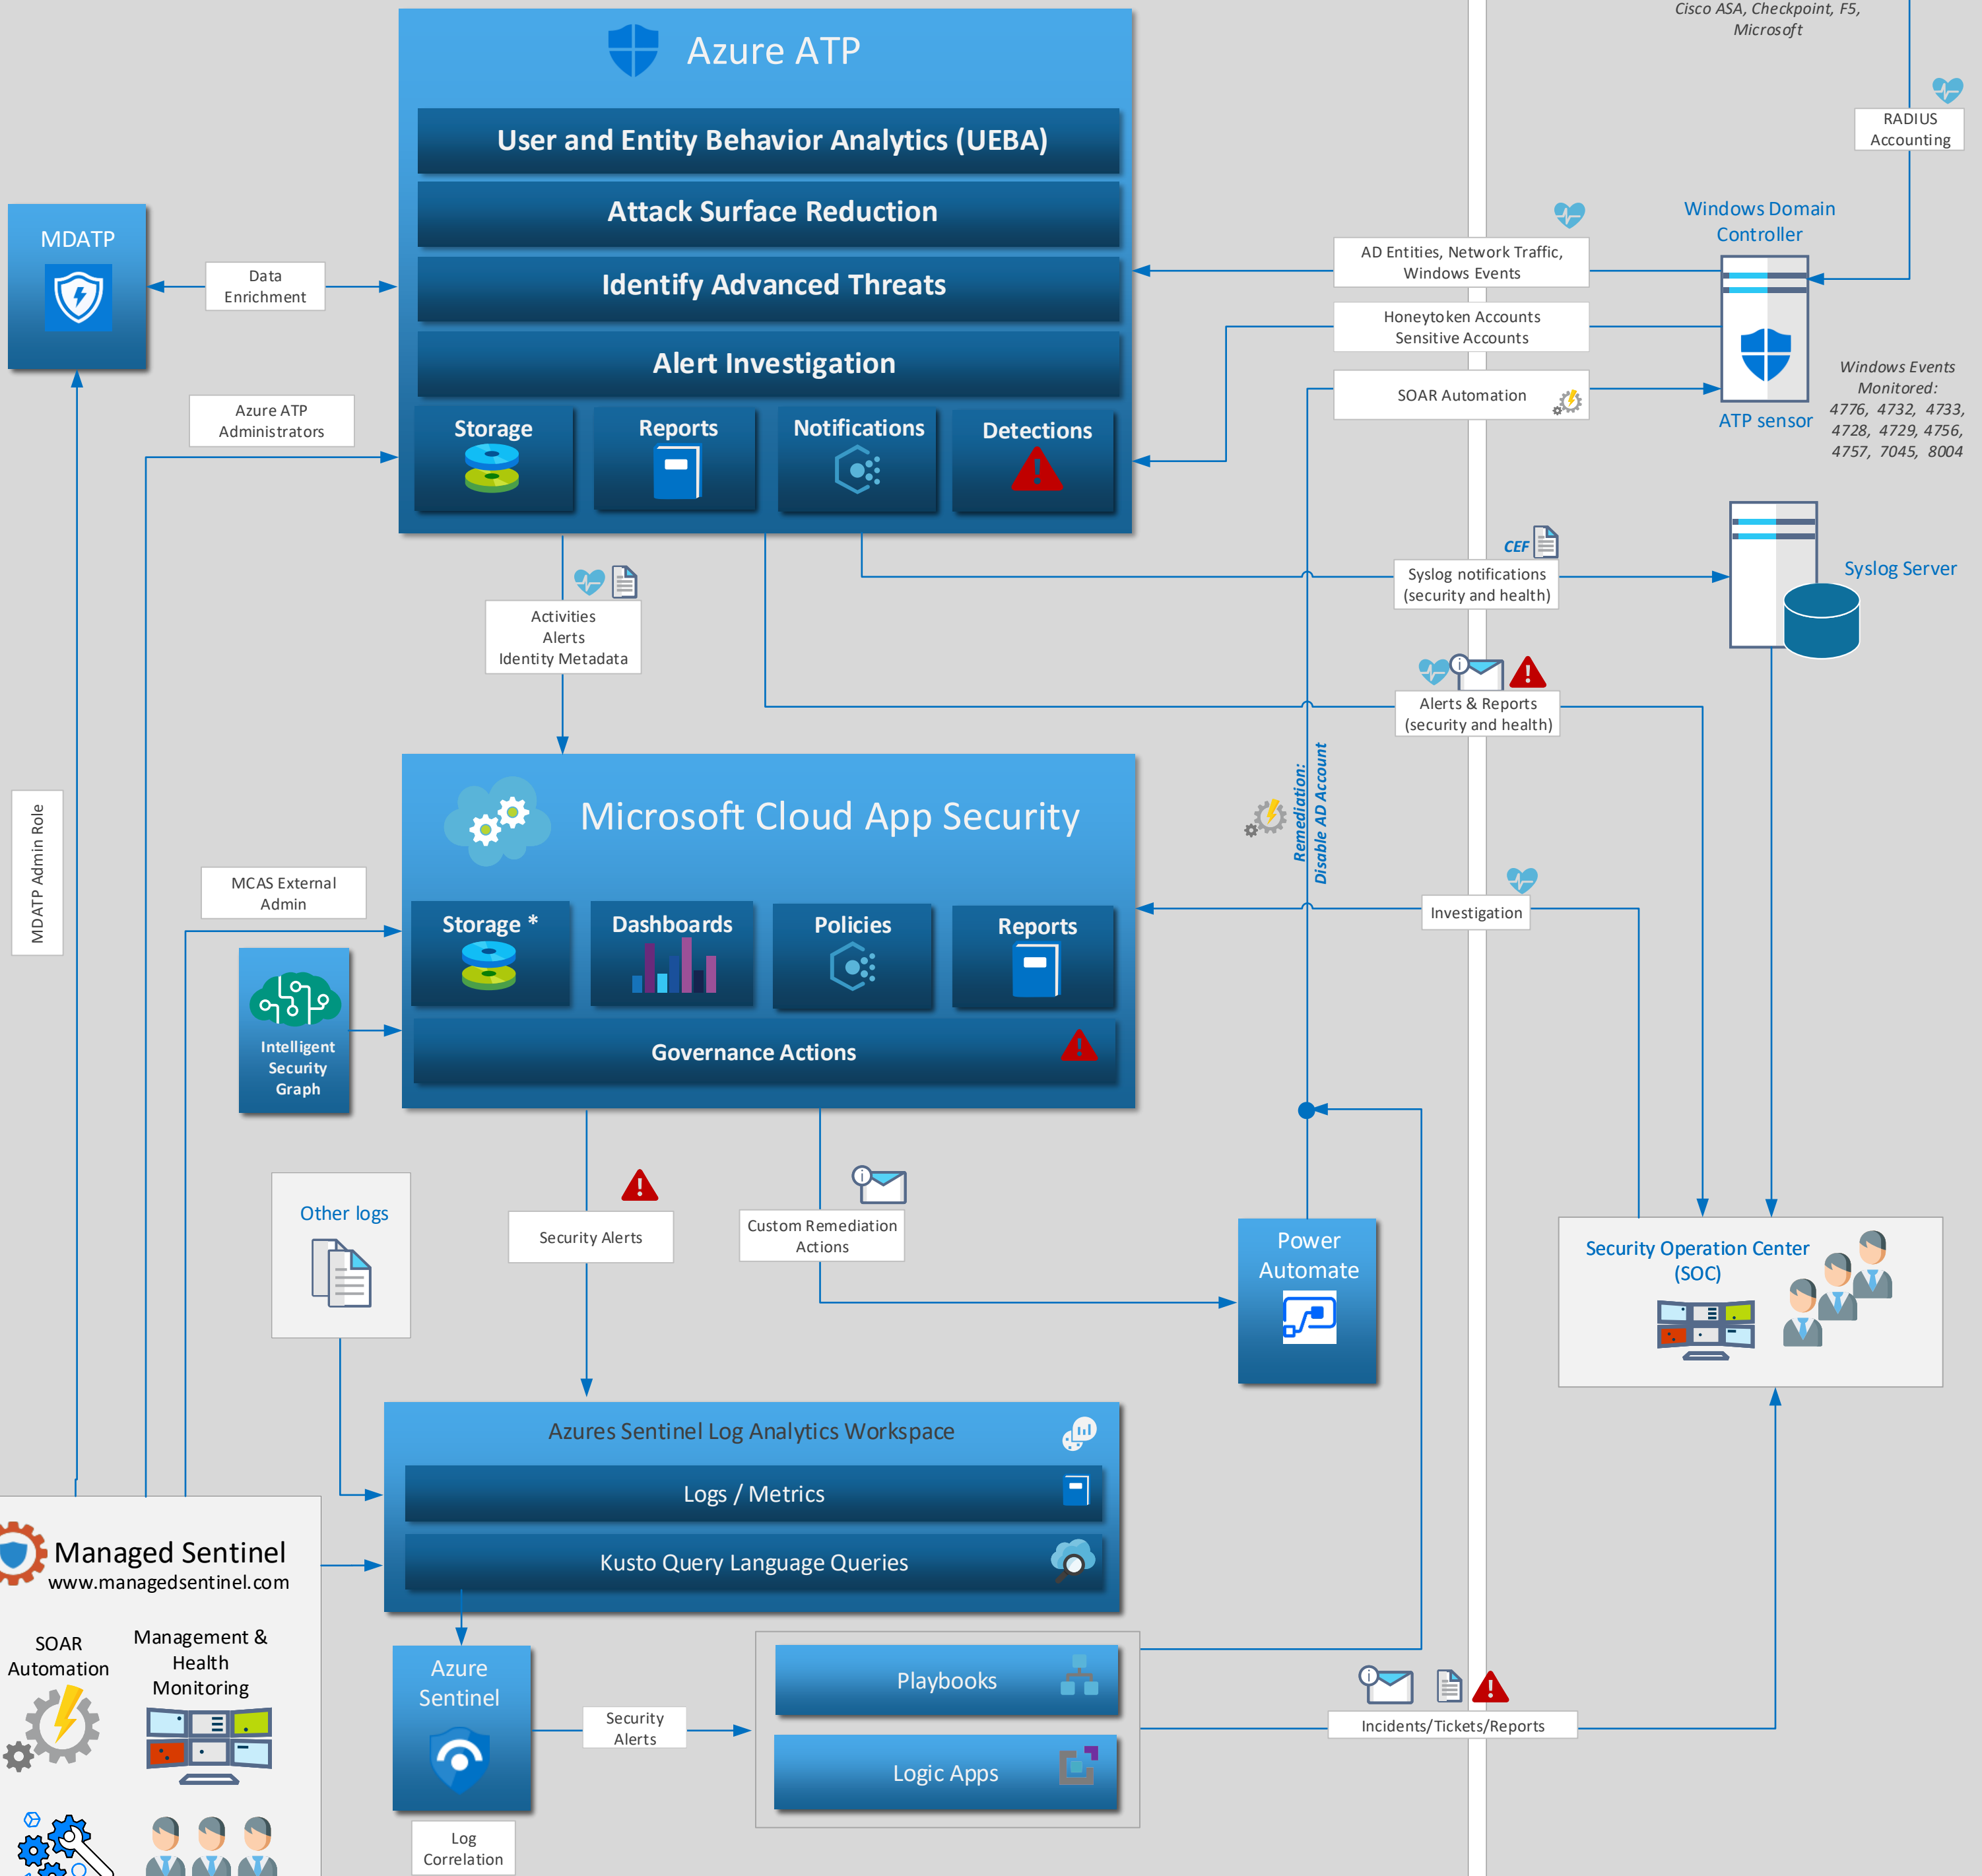 Cisco ASA, Checkpoint, F5,
Microsoft
Azure ATP
User and Entity Behavior Analytics (UEBA)
Attack Surface Reduction
Identify Advanced Threats
Alert Investigation
Storage
Reports
Notifications
Detections
MDATP
Data
Enrichment
Azure ATP
Administrators
RADIUS
Accounting
Windows Domain
Controller
AD Entities, Network Traffic,
Windows Events
Honeytoken Accounts
Sensitive Accounts
SOAR Automation
ATP sensor
Windows Events
Monitored:
4776, 4732, 4733,
4728, 4729, 4756,
4757, 7045, 8004
CEF
Syslog notifications
(security and health)
Syslog Server
Activities
Alerts
Identity Metadata
Alerts & Reports
(security and health)
Remediation:
Disable AD Account
MDATP Admin Role
Microsoft Cloud App Security
MCAS External
Admin
Storage *
Dashboards
Policies
Reports
Governance Actions
Investigation
Intelligent
Security
Graph
Other logs
Security Alerts
Custom Remediation
Actions
Power
Automate
Security Operation Center
(SOC)
Azures Sentinel Log Analytics Workspace
Logs / Metrics
Kusto Query Language Queries
Managed Sentinel
www.managedsentinel.com
SOAR
Automation
Management &
Health
Monitoring
Azure
Sentinel
Security
Alerts
Playbooks
Logic Apps
Incidents/Tickets/Reports
Log
Correlation